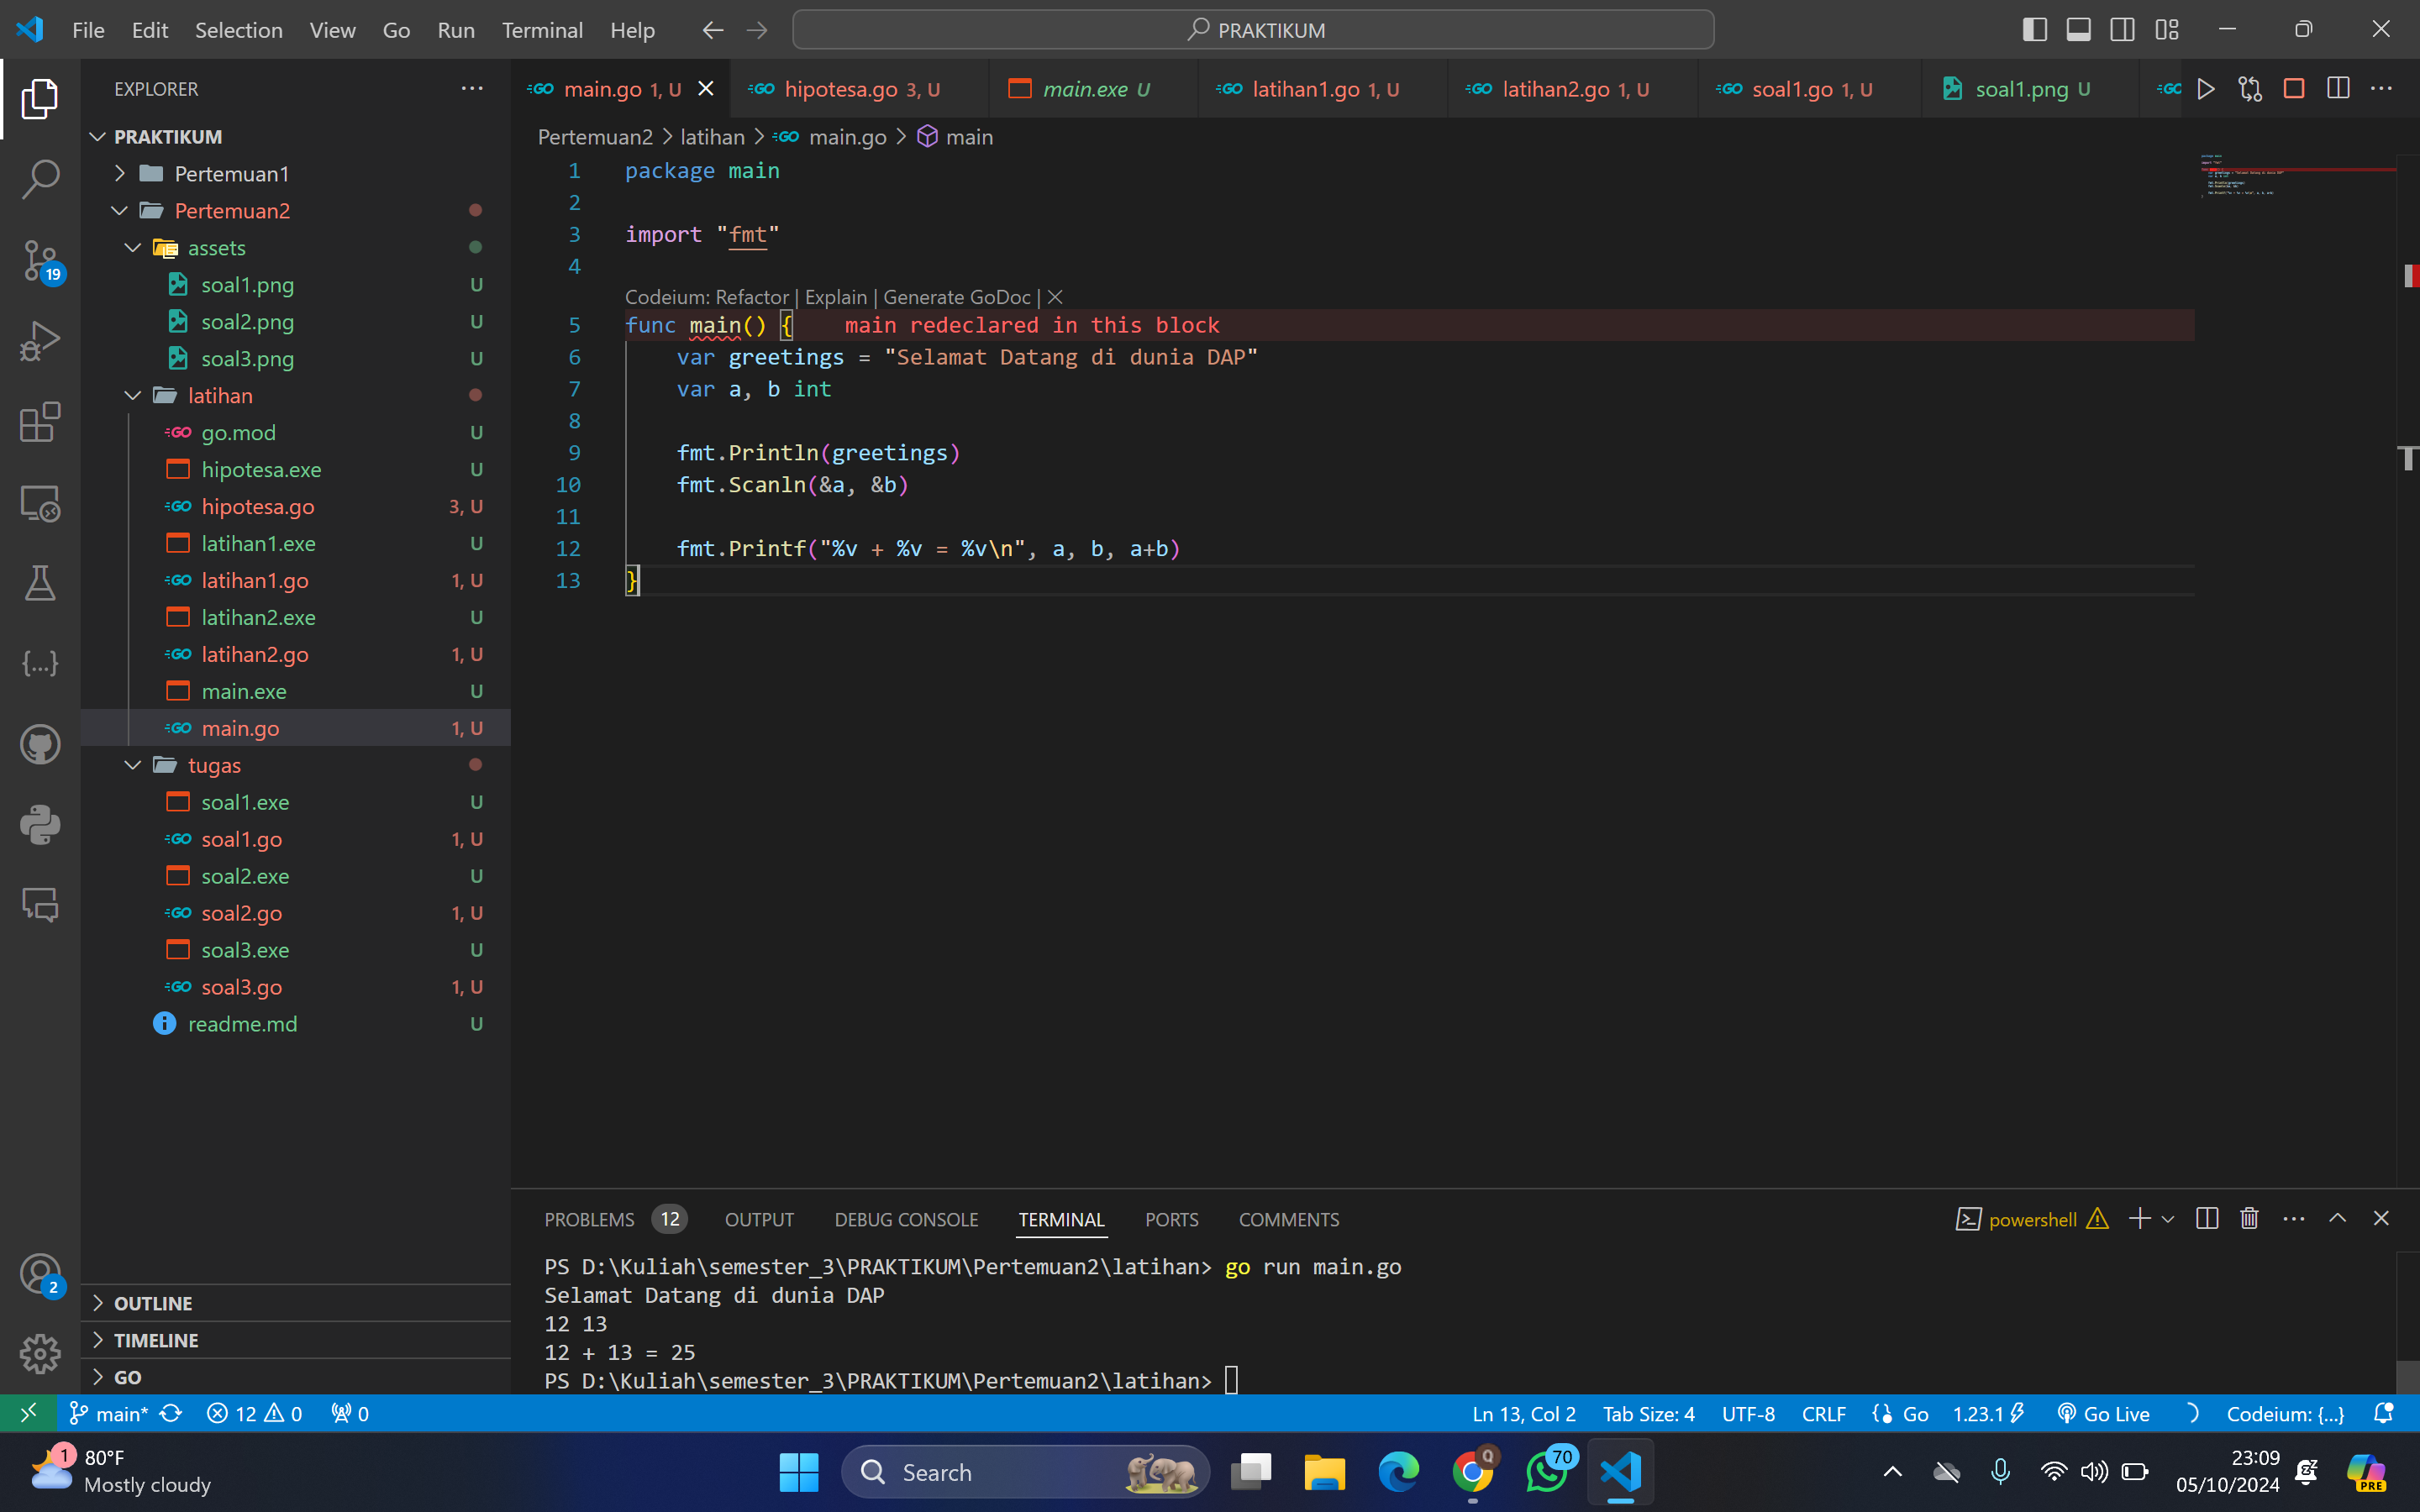 File Edit Selection View Go Run Terminal Help PRAKTIKUM
EXPLORER
PRAKTIKUM
Pertemuan1
Pertemuan2
assets
soal1.png U
soal2.png U
soal3.png U
latihan
go.mod U
hipotesa.exe U
hipotesa.go 3, U
latihan1.exe U
latihan1.go 1, U
latihan2.exe U
latihan2.go 1, U
main.exe U
main.go 1, U
tugas
soal1.exe U
soal1.go 1, U
soal2.exe U
soal2.go 1, U
soal3.exe U
soal3.go 1, U
readme.md U
OUTLINE
TIMELINE
GO
19
2
main.go 1, U hipotesa.go 3, U main.exe U latihan1.go 1, U latihan2.go 1, U soal1.go 1, U soal1.png U
Pertemuan2 > latihan > main.go > main
1 package main
2
3 import "fmt"
4
Codeium: Refactor | Explain | Generate GoDoc | ×
5 func main() { main redeclared in this block
6 var greetings = "Selamat Datang di dunia DAP"
7 var a, b int
8
9 fmt.Println(greetings)
10 fmt.Scanln(&a, &b)
11
12 fmt.Printf("%v + %v = %v\n", a, b, a+b)
13 }
PROBLEMS 12 OUTPUT DEBUG CONSOLE TERMINAL PORTS COMMENTS powershell
PS D:\Kuliah\semester_3\PRAKTIKUM\Pertemuan2\latihan> go run main.go
Selamat Datang di dunia DAP
12 13
12 + 13 = 25
PS D:\Kuliah\semester_3\PRAKTIKUM\Pertemuan2\latihan>
main* 12 0 0 Ln 13, Col 2 Tab Size: 4 UTF-8 CRLF Go 1.23.1 Go Live Codeium: {...}
1 80°F
Mostly cloudy
Search
Q
70
23:09
05/10/2024
PRE